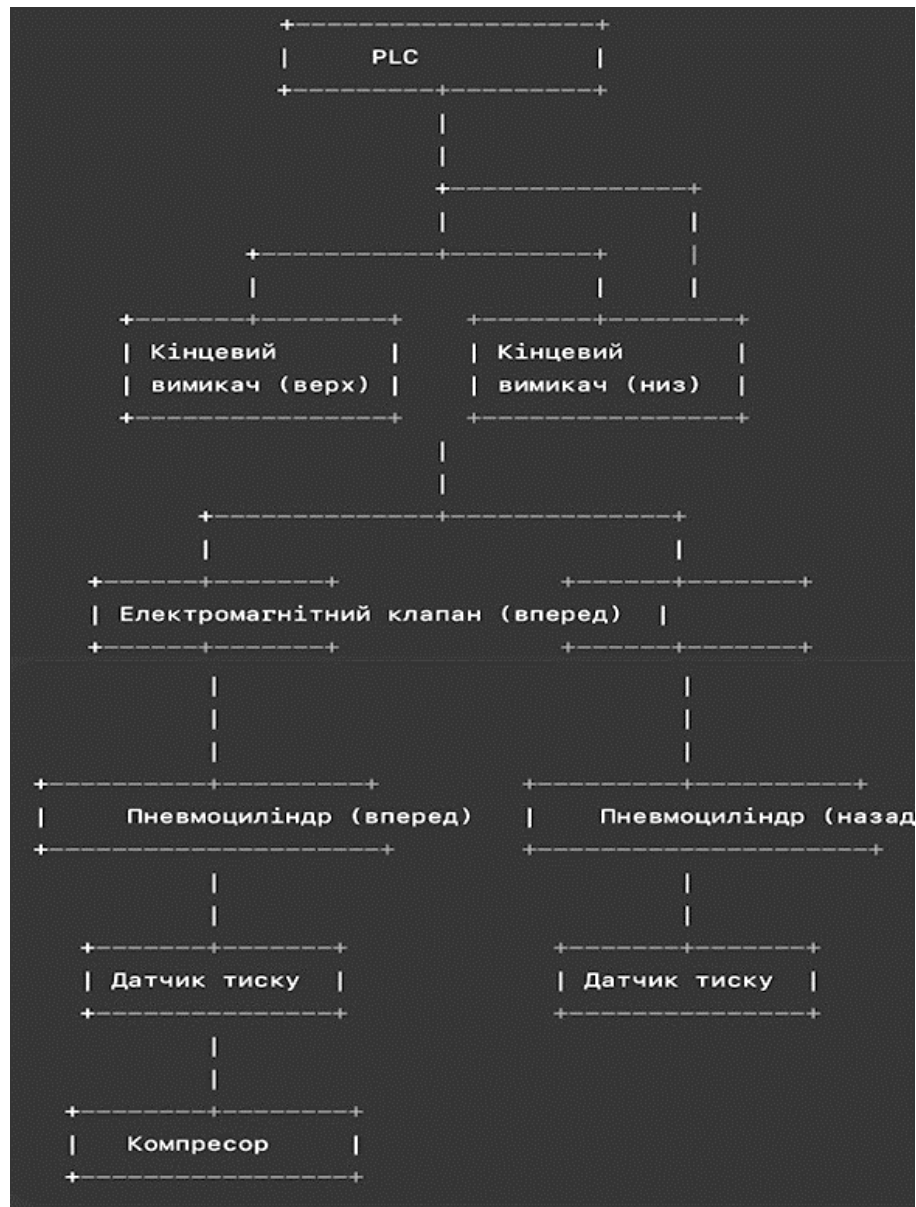 PLC
Кінцевий
вимикач (верх)
Кінцевий
вимикач (низ)
Електромагнітний клапан (вперед)
Пневмоциліндр (вперед)
Пневмоциліндр (назад
Датчик тиску
Датчик тиску
Компресор